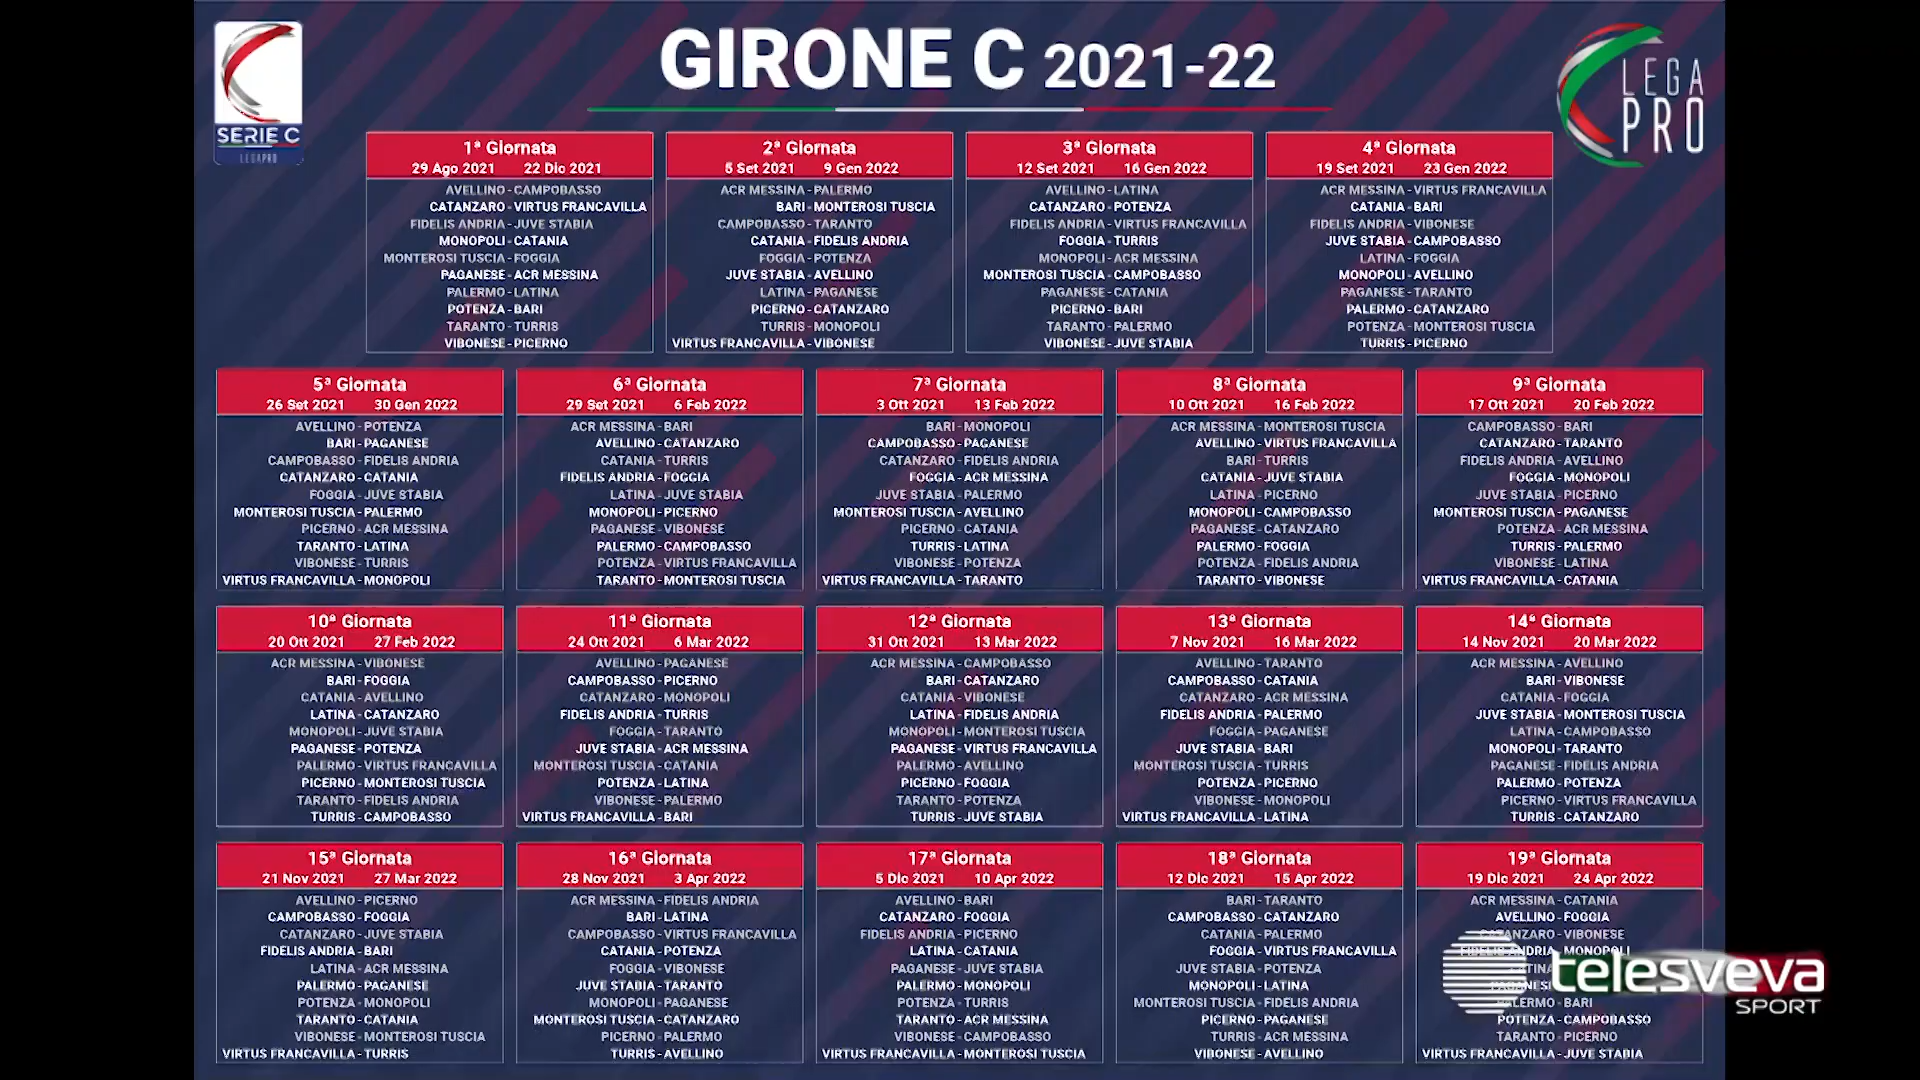 SERIE C
LEGAPRO
GIRONE C 2021-22
LEGA
PRO
1ª Giornata
29 Ago 2021 22 Dic 2021
AVELLINO - CAMPOBASSO
CATANZARO - VIRTUS FRANCAVILLA
FIDELIS ANDRIA - JUVE STABIA
MONOPOLI - CATANIA
MONTEROSI TUSCIA - FOGGIA
PAGANESE - ACR MESSINA
PALERMO - LATINA
POTENZA - BARI
TARANTO - TURRIS
VIBONESE - PICERNO
2ª Giornata
5 Set 2021 9 Gen 2022
ACR MESSINA - PALERMO
BARI - MONTEROSI TUSCIA
CAMPOBASSO - TARANTO
CATANIA - FIDELIS ANDRIA
FOGGIA - POTENZA
JUVE STABIA - AVELLINO
LATINA - PAGANESE
PICERNO - CATANZARO
TURRIS - MONOPOLI
VIRTUS FRANCAVILLA - VIBONESE
3ª Giornata
12 Set 2021 16 Gen 2022
AVELLINO - LATINA
CATANZARO - POTENZA
FIDELIS ANDRIA - VIRTUS FRANCAVILLA
FOGGIA - TURRIS
MONOPOLI - ACR MESSINA
MONTEROSI TUSCIA - CAMPOBASSO
PAGANESE - CATANIA
PICERNO - BARI
TARANTO - PALERMO
VIBONESE - JUVE STABIA
4ª Giornata
19 Set 2021 23 Gen 2022
ACR MESSINA - VIRTUS FRANCAVILLA
CATANIA - BARI
FIDELIS ANDRIA - VIBONESE
JUVE STABIA - CAMPOBASSO
LATINA - FOGGIA
MONOPOLI - AVELLINO
PAGANESE - TARANTO
PALERMO - CATANZARO
POTENZA - MONTEROSI TUSCIA
TURRIS - PICERNO
5ª Giornata
26 Set 2021 30 Gen 2022
AVELLINO - POTENZA
BARI - PAGANESE
CAMPOBASSO - FIDELIS ANDRIA
CATANZARO - CATANIA
FOGGIA - JUVE STABIA
MONTEROSI TUSCIA - PALERMO
PICERNO - ACR MESSINA
TARANTO - LATINA
VIBONESE - TURRIS
VIRTUS FRANCAVILLA - MONOPOLI
6ª Giornata
29 Set 2021 6 Feb 2022
ACR MESSINA - BARI
AVELLINO - CATANZARO
CATANIA - TURRIS
FIDELIS ANDRIA - FOGGIA
LATINA - JUVE STABIA
MONOPOLI - PICERNO
PAGANESE - VIBONESE
PALERMO - CAMPOBASSO
POTENZA - VIRTUS FRANCAVILLA
TARANTO - MONTEROSI TUSCIA
7ª Giornata
3 Ott 2021 13 Feb 2022
BARI - MONOPOLI
CAMPOBASSO - PAGANESE
CATANZARO - FIDELIS ANDRIA
FOGGIA - ACR MESSINA
JUVE STABIA - PALERMO
MONTEROSI TUSCIA - AVELLINO
PICERNO - CATANIA
TURRIS - LATINA
VIBONESE - POTENZA
VIRTUS FRANCAVILLA - TARANTO
8ª Giornata
10 Ott 2021 16 Feb 2022
ACR MESSINA - MONTEROSI TUSCIA
AVELLINO - VIRTUS FRANCAVILLA
BARI - TURRIS
CATANIA - JUVE STABIA
LATINA - PICERNO
MONOPOLI - CAMPOBASSO
PAGANESE - CATANZARO
PALERMO - FOGGIA
POTENZA - FIDELIS ANDRIA
TARANTO - VIBONESE
9ª Giornata
17 Ott 2021 20 Feb 2022
CAMPOBASSO - BARI
CATANZARO - TARANTO
FIDELIS ANDRIA - AVELLINO
FOGGIA - MONOPOLI
JUVE STABIA - PICERNO
MONTEROSI TUSCIA - PAGANESE
POTENZA - ACR MESSINA
TURRIS - PALERMO
VIBONESE - LATINA
VIRTUS FRANCAVILLA - CATANIA
10ª Giornata
20 Ott 2021 27 Feb 2022
ACR MESSINA - VIBONESE
BARI - FOGGIA
CATANIA - AVELLINO
LATINA - CATANZARO
MONOPOLI - JUVE STABIA
PAGANESE - POTENZA
PALERMO - VIRTUS FRANCAVILLA
PICERNO - MONTEROSI TUSCIA
TARANTO - FIDELIS ANDRIA
TURRIS - CAMPOBASSO
11ª Giornata
24 Ott 2021 6 Mar 2022
AVELLINO - PAGANESE
CAMPOBASSO - PICERNO
CATANZARO - MONOPOLI
FIDELIS ANDRIA - TURRIS
FOGGIA - TARANTO
JUVE STABIA - ACR MESSINA
MONTEROSI TUSCIA - CATANIA
POTENZA - LATINA
VIBONESE - PALERMO
VIRTUS FRANCAVILLA - BARI
12ª Giornata
31 Ott 2021 13 Mar 2022
ACR MESSINA - CAMPOBASSO
BARI - CATANZARO
CATANIA - VIBONESE
LATINA - FIDELIS ANDRIA
MONOPOLI - MONTEROSI TUSCIA
PAGANESE - VIRTUS FRANCAVILLA
PALERMO - AVELLINO
PICERNO - FOGGIA
TARANTO - POTENZA
TURRIS - JUVE STABIA
13ª Giornata
7 Nov 2021 16 Mar 2022
AVELLINO - TARANTO
CAMPOBASSO - CATANIA
CATANZARO - ACR MESSINA
FIDELIS ANDRIA - PALERMO
FOGGIA - PAGANESE
JUVE STABIA - BARI
MONTEROSI TUSCIA - TURRIS
POTENZA - PICERNO
VIBONESE - MONOPOLI
VIRTUS FRANCAVILLA - LATINA
14ª Giornata
14 Nov 2021 20 Mar 2022
ACR MESSINA - AVELLINO
BARI - VIBONESE
CATANIA - FOGGIA
JUVE STABIA - MONTEROSI TUSCIA
LATINA - CAMPOBASSO
MONOPOLI - TARANTO
PAGANESE - FIDELIS ANDRIA
PALERMO - POTENZA
PICERNO - VIRTUS FRANCAVILLA
TURRIS - CATANZARO
15ª Giornata
21 Nov 2021 27 Mar 2022
AVELLINO - PICERNO
CAMPOBASSO - FOGGIA
CATANZARO - JUVE STABIA
FIDELIS ANDRIA - BARI
LATINA - ACR MESSINA
PALERMO - PAGANESE
POTENZA - MONOPOLI
TARANTO - CATANIA
VIBONESE - MONTEROSI TUSCIA
VIRTUS FRANCAVILLA - TURRIS
16ª Giornata
28 Nov 2021 3 Apr 2022
ACR MESSINA - FIDELIS ANDRIA
BARI - LATINA
CAMPOBASSO - VIRTUS FRANCAVILLA
CATANIA - POTENZA
FOGGIA - VIBONESE
JUVE STABIA - TARANTO
MONOPOLI - PAGANESE
MONTEROSI TUSCIA - CATANZARO
PICERNO - PALERMO
TURRIS - AVELLINO
17ª Giornata
5 Dic 2021 10 Apr 2022
AVELLINO - BARI
CATANZARO - FOGGIA
FIDELIS ANDRIA - PICERNO
LATINA - CATANIA
PAGANESE - JUVE STABIA
PALERMO - MONOPOLI
POTENZA - TURRIS
TARANTO - ACR MESSINA
VIBONESE - CAMPOBASSO
VIRTUS FRANCAVILLA - MONTEROSI TUSCIA
18ª Giornata
12 Dic 2021 15 Apr 2022
BARI - TARANTO
CAMPOBASSO - CATANZARO
CATANIA - PALERMO
FOGGIA - VIRTUS FRANCAVILLA
JUVE STABIA - POTENZA
MONOPOLI - LATINA
MONTEROSI TUSCIA - FIDELIS ANDRIA
PICERNO - PAGANESE
TURRIS - ACR MESSINA
VIBONESE - AVELLINO
19ª Giornata
19 Dic 2021 24 Apr 2022
ACR MESSINA - CATANIA
AVELLINO - FOGGIA
CATANZARO - VIBONESE
FIDELIS ANDRIA - MONOPOLI
PALERMO - BARI
POTENZA - CAMPOBASSO
TARANTO - PICERNO
VIRTUS FRANCAVILLA - JUVE STABIA
telesveva
SPORT